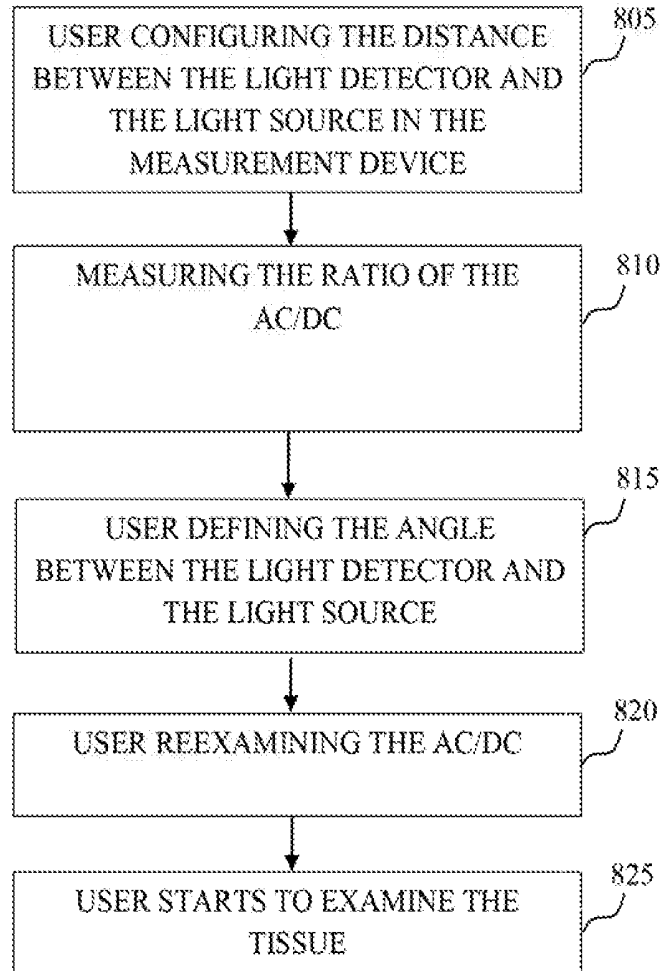 USER CONFIGURING THE DISTANCE
BETWEEN THE LIGHT DETECTOR AND
THE LIGHT SOURCE IN THE
MEASUREMENT DEVICE
805
MEASURING THE RATIO OF THE
AC/DC
810
USER DEFINING THE ANGLE
BETWEEN THE LIGHT DETECTOR AND
THE LIGHT SOURCE
815
USER REEXAMINING THE AC/DC
820
USER STARTS TO EXAMINE THE
TISSUE
825